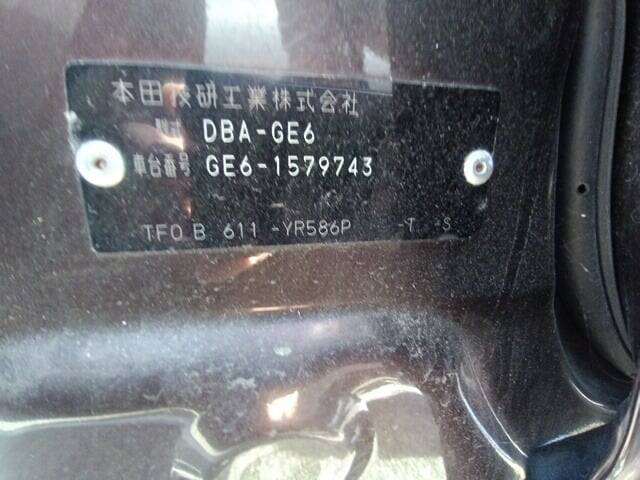 本田技研工業株式会社
型式 DBA-GE6
車台番号 GE6-1579743
TF0 B 611 -YR586P -T -S